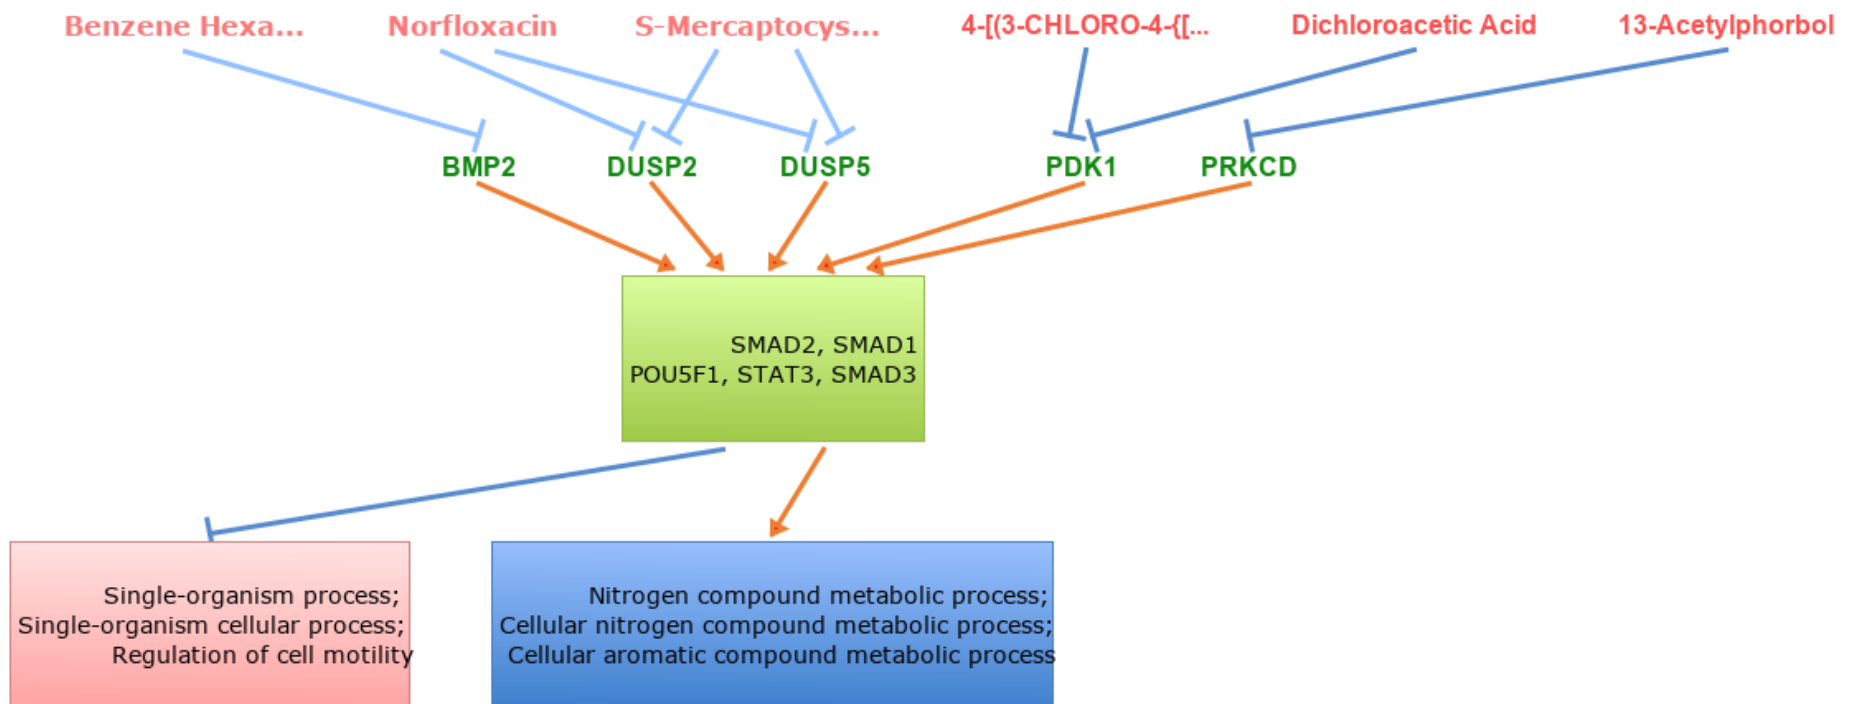 Benzene Hexa...
Norfloxacin
S-Mercaptocys...
4-[(3-CHLORO-4-{[...
Dichloroacetic Acid
13-Acetylphorbol
BMP2
DUSP2
DUSP5
PDK1
PRKCD
SMAD2, SMAD1
POU5F1, STAT3, SMAD3
Single-organism process;
Single-organism cellular process;
Regulation of cell motility
Nitrogen compound metabolic process;
Cellular nitrogen compound metabolic process;
Cellular aromatic compound metabolic process